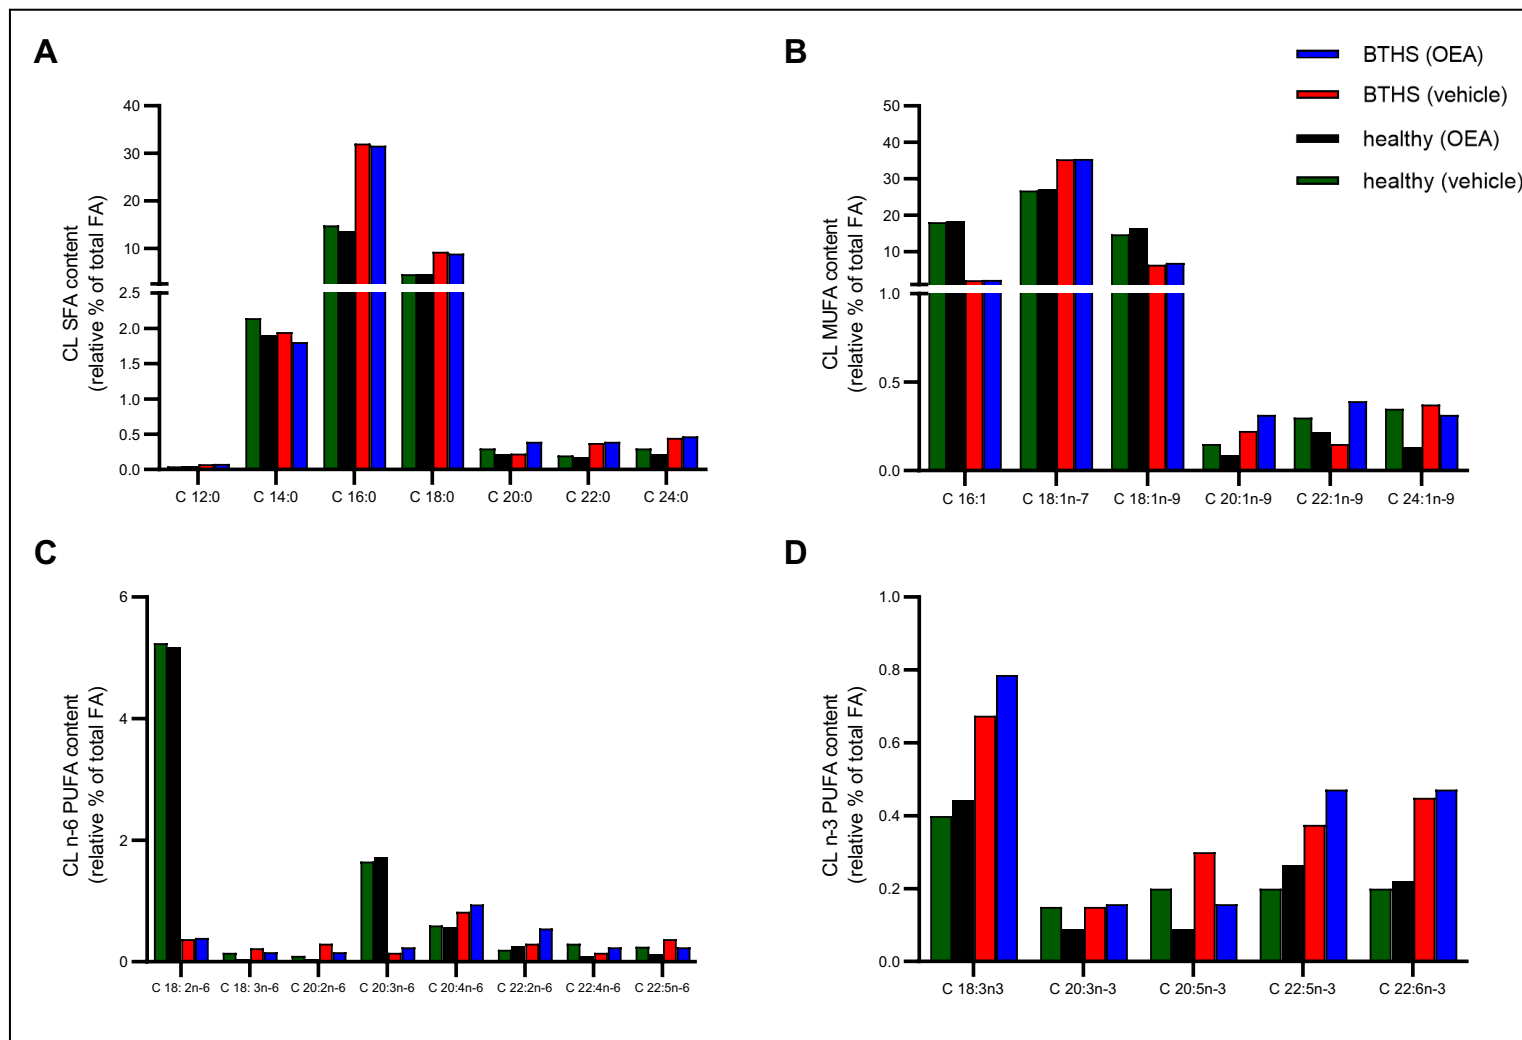 A
B
BTHS (OEA)
BTHS (vehicle)
healthy (OEA)
healthy (vehicle)
CL SFA content
(relative % of total FA)
40
30
20
10
2.5
2.0
1.5
1.0
0.5
0.0
C 12:0 C 14:0 C 16:0 C 18:0 C 20:0 C 22:0 C 24:0
CL MUFA content
(relative % of total FA)
50
40
30
20
10
1.0
0.5
0.0
C 16:1 C 18:1n-7 C 18:1n-9 C 20:1n-9 C 22:1n-9 C 24:1n-9
C
D
CL n-6 PUFA content
(relative % of total FA)
6
4
2
0
C 18: 2n-6 C 18: 3n-6 C 20:2n-6 C 20:3n-6 C 20:4n-6 C 22:2n-6 C 22:4n-6 C 22:5n-6
CL n-3 PUFA content
(relative % of total FA)
1.0
0.8
0.6
0.4
0.2
0.0
C 18:3n3 C 20:3n-3 C 20:5n-3 C 22:5n-3 C 22:6n-3